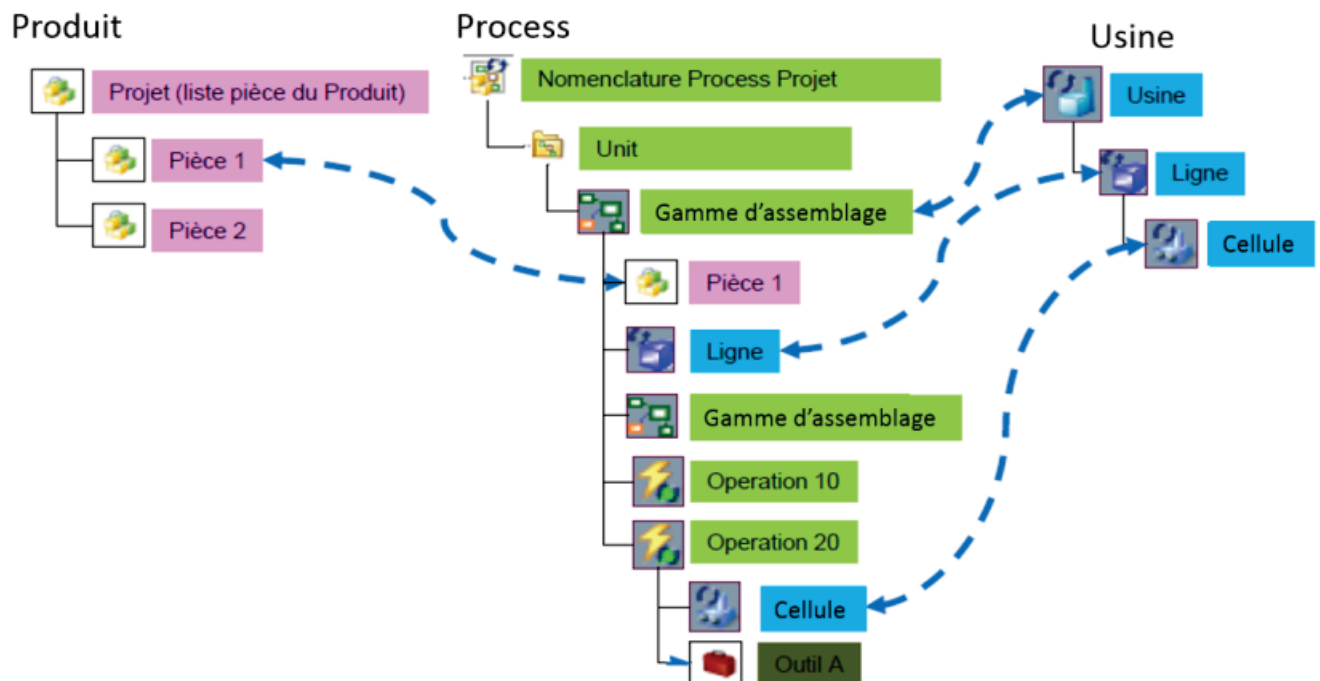 Produit
Process
Usine
Projet (liste pièce du Produit)
Pièce 1
Pièce 2
Nomenclature Process Projet
Unit
Gamme d'assemblage
Pièce 1
Ligne
Gamme d'assemblage
Operation 10
Operation 20
Cellule
Outil A
Usine
Ligne
Cellule